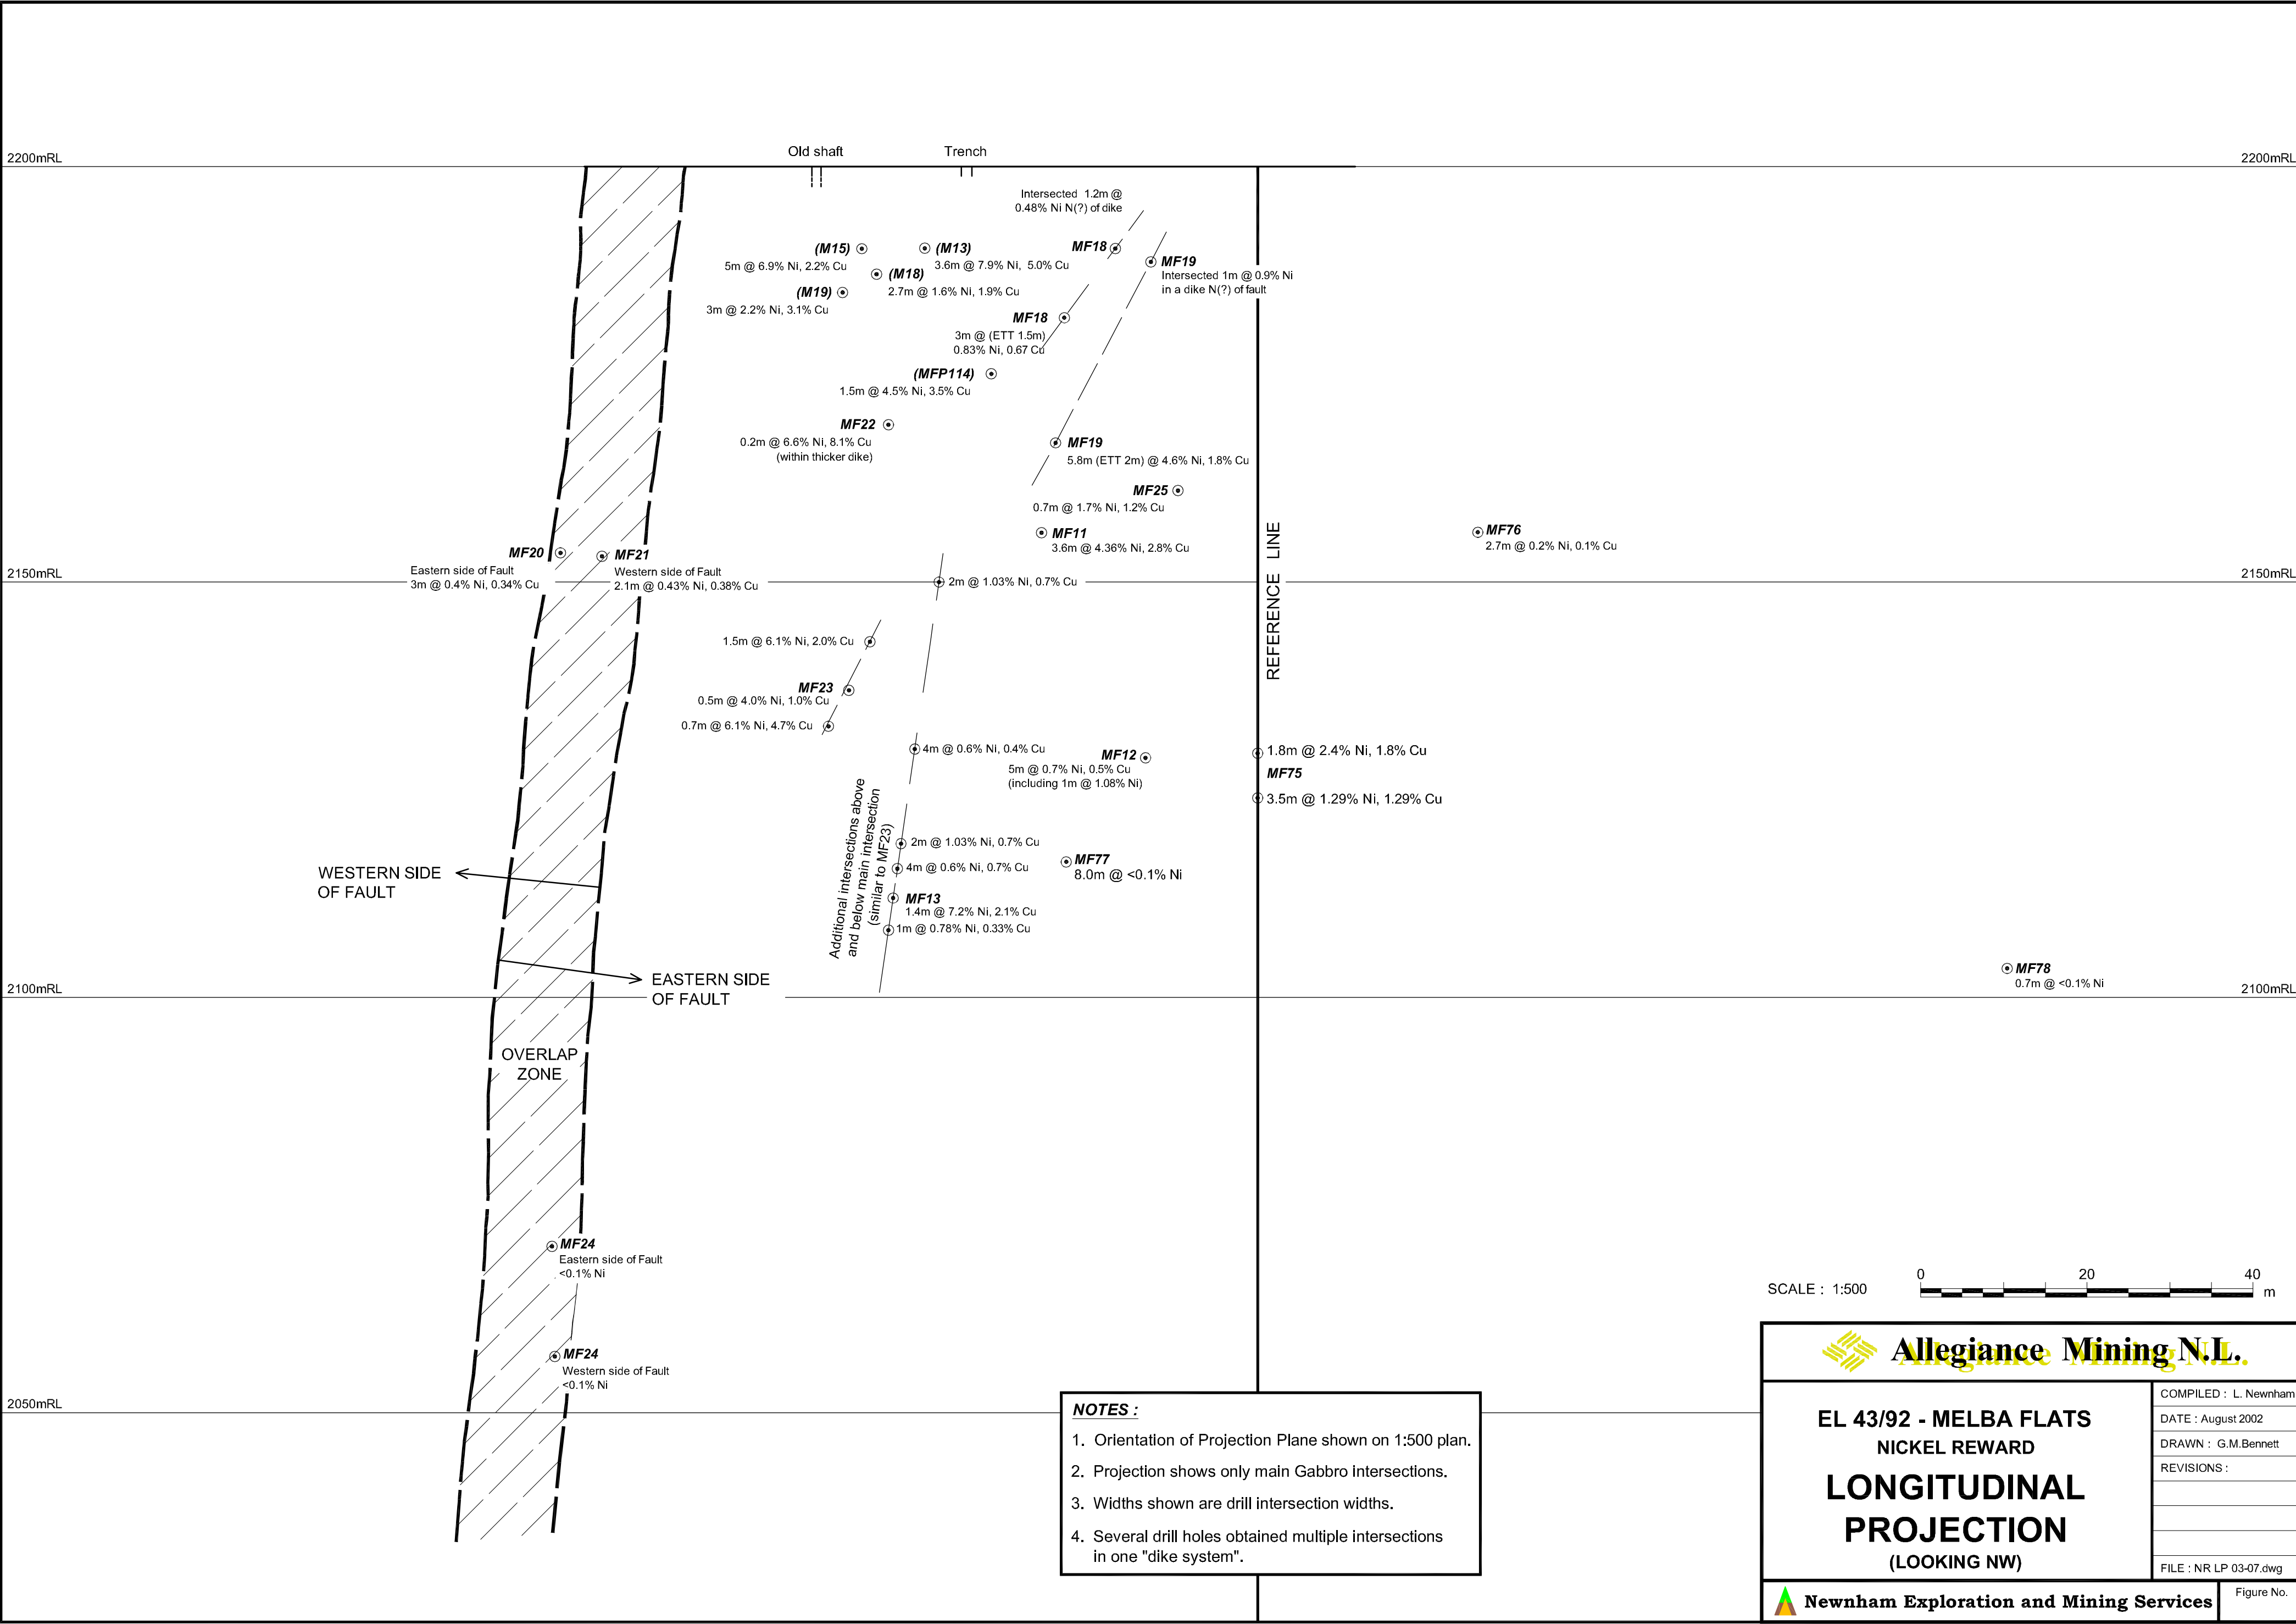 Old shaft
Trench
2200mRL
2200mRL
Intersected 1.2m @
0.48% Ni N(?) of dike
(M15)
5m @ 6.9% Ni, 2.2% Cu
(M13)
3.6m @ 7.9% Ni, 5.0% Cu
MF18
MF19
Intersected 1m @ 0.9% Ni
in a dike N(?) of fault
(M18)
2.7m @ 1.6% Ni, 1.9% Cu
(M19)
3m @ 2.2% Ni, 3.1% Cu
MF18
3m @ (ETT 1.5m)
0.83% Ni, 0.67 Cu
(MFP114)
1.5m @ 4.5% Ni, 3.5% Cu
MF22
0.2m @ 6.6% Ni, 8.1% Cu
(within thicker dike)
MF19
5.8m (ETT 2m) @ 4.6% Ni, 1.8% Cu
MF25
0.7m @ 1.7% Ni, 1.2% Cu
MF11
3.6m @ 4.36% Ni, 2.8% Cu
MF76
2.7m @ 0.2% Ni, 0.1% Cu
MF20
Eastern side of Fault
3m @ 0.4% Ni, 0.34% Cu
MF21
Western side of Fault
2.1m @ 0.43% Ni, 0.38% Cu
2150mRL
2150mRL
2m @ 1.03% Ni, 0.7% Cu
REFERENCE LINE
1.5m @ 6.1% Ni, 2.0% Cu
MF23
0.5m @ 4.0% Ni, 1.0% Cu
0.7m @ 6.1% Ni, 4.7% Cu
4m @ 0.6% Ni, 0.4% Cu
MF12
5m @ 0.7% Ni, 0.5% Cu
(including 1m @ 1.08% Ni)
1.8m @ 2.4% Ni, 1.8% Cu
MF75
3.5m @ 1.29% Ni, 1.29% Cu
Additional intersections above
and below main intersection
(similar to MF23)
2m @ 1.03% Ni, 0.7% Cu
4m @ 0.6% Ni, 0.7% Cu
MF77
8.0m @ <0.1% Ni
MF13
1.4m @ 7.2% Ni, 2.1% Cu
1m @ 0.78% Ni, 0.33% Cu
WESTERN SIDE
OF FAULT
EASTERN SIDE
OF FAULT
MF78
0.7m @ <0.1% Ni
2100mRL
2100mRL
OVERLAP
ZONE
MF24
Eastern side of Fault
<0.1% Ni
MF24
Western side of Fault
<0.1% Ni
2050mRL
SCALE : 1:500
0 20 40
m
NOTES :
1. Orientation of Projection Plane shown on 1:500 plan.
2. Projection shows only main Gabbro intersections.
3. Widths shown are drill intersection widths.
4. Several drill holes obtained multiple intersections
in one "dike system".
Allegiance Mining N.L.
EL 43/92 - MELBA FLATS
NICKEL REWARD
LONGITUDINAL
PROJECTION
(LOOKING NW)
COMPILED : L. Newnham
DATE : August 2002
DRAWN : G.M.Bennett
REVISIONS :
FILE : NR LP 03-07.dwg
Newnham Exploration and Mining Services
Figure No.